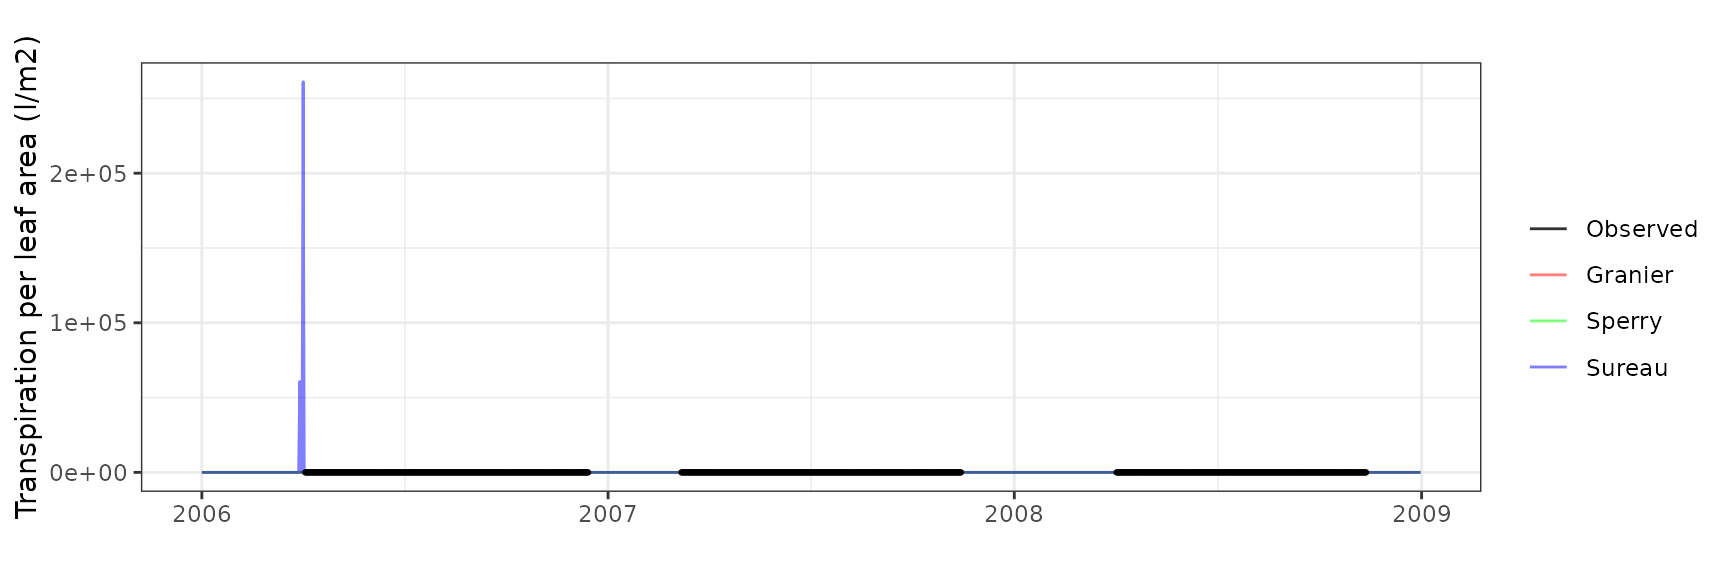 Transpiration per leaf area (l/m2)
2e+05
1e+05
0e+00
2006 2007 2008 2009
Observed
Granier
Sperry
Sureau